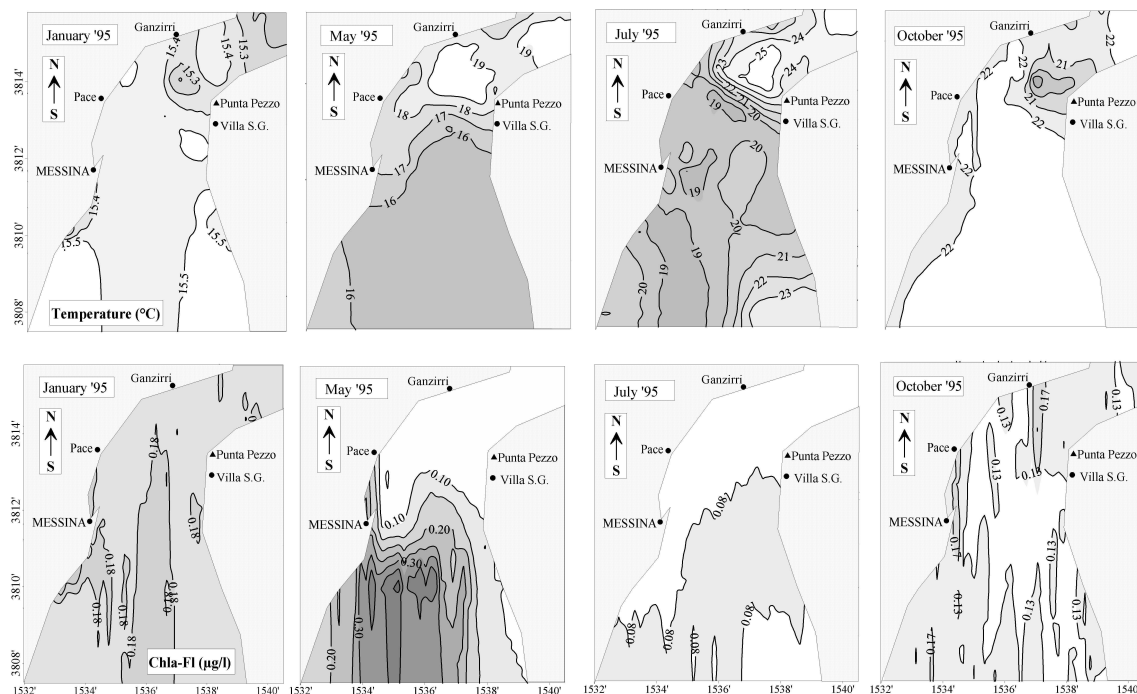 January '95
Ganzirri
N
S
Pace
Punta Pezzo
Villa S.G.
MESSINA
Temperature (°C)
3814'
3812'
3810'
3808'
15.4
15.4
15.3
15.3
15.4
15.5
15.5
15.5
May '95
Ganzirri
N
S
Pace
Punta Pezzo
Villa S.G.
MESSINA
19
19
18
18
17
16
17
16
16
July '95
Ganzirri
N
S
Pace
Punta Pezzo
Villa S.G.
MESSINA
24
25
23
24
22
21
20
19
20
19
20
19
19
20
21
22
23
October '95
Ganzirri
N
S
Pace
Punta Pezzo
Villa S.G.
MESSINA
22
22
21
21
22
22
22
January '95
Ganzirri
N
S
Pace
Punta Pezzo
Villa S.G.
MESSINA
Chla-Fl (µg/l)
3814'
3812'
3810'
3808'
1532'
1534'
1536'
1538'
1540'
0.18
0.18
0.18
0.18
0.18
0.18
0.18
May '95
Ganzirri
N
S
Pace
Punta Pezzo
Villa S.G.
MESSINA
0.10
0.10
0.20
0.30
0.30
0.20
1532'
1534'
1536'
1538'
1540'
July '95
Ganzirri
N
S
Pace
Punta Pezzo
Villa S.G.
MESSINA
0.08
0.08
0.08
0.08
0.08
1532'
1534'
1536'
1538'
1540'
October '95
Ganzirri
N
S
Pace
Punta Pezzo
Villa S.G.
MESSINA
0.13
0.17
0.13
0.13
0.13
0.17
0.13
0.13
0.13
0.13
0.17
1532'
1534'
1536'
1538'
1540'